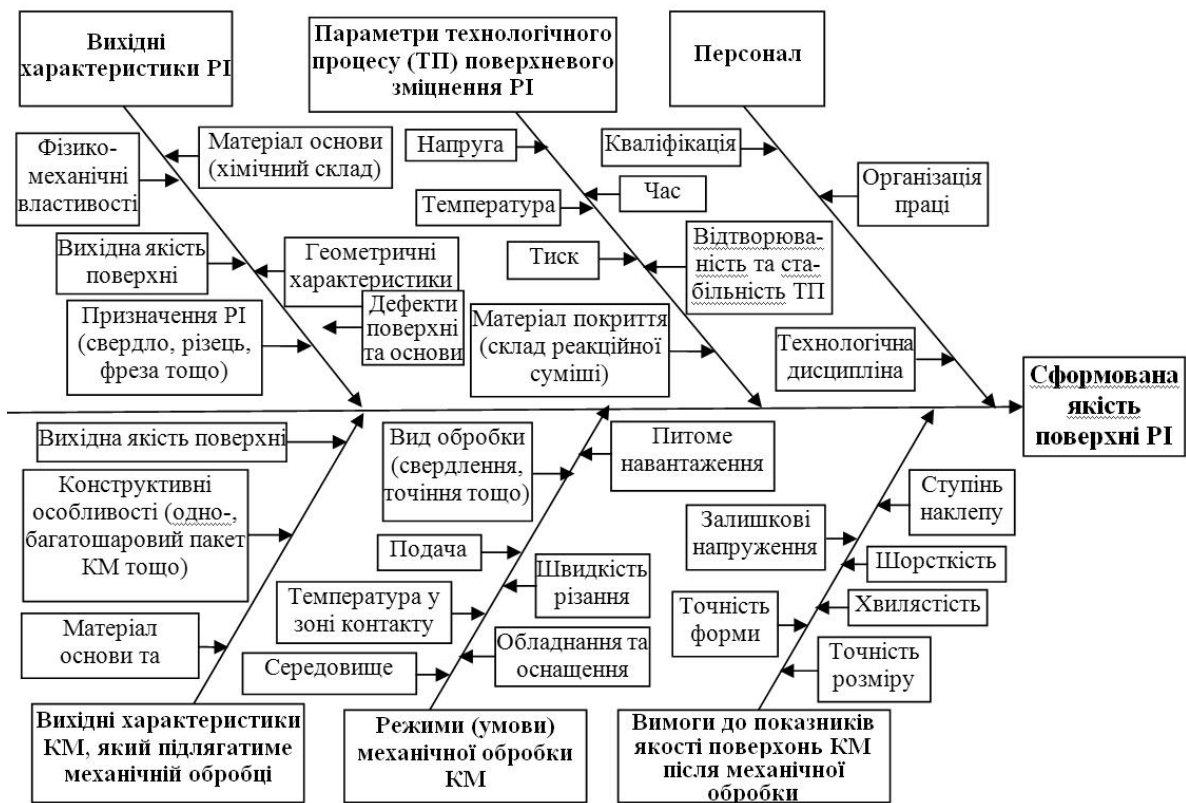 Вихідні
характеристики РІ
Параметри технологічного
процесу (ТП) поверхневого
зміцнення РІ
Персонал
Фізико-
механічні
властивості
Матеріал основи
(хімічний склад)
Вихідна якість
поверхні
Геометричні
характеристики
Дефекти
поверхні
та основи
Призначення РІ
(свердло, різець,
фреза тощо)
Напруга
Час
Температура
Тиск
Відтворюва-
ність та ста-
більність ТП
Матеріал покриття
(склад реакційної
суміші)
Кваліфікація
Організація
праці
Технологічна
дисципліна
Сформована
якість
поверхні РІ
Вихідна якість поверхні
Конструктивні
особливості (одно-,
багатошаровий пакет
КМ тощо)
Матеріал
основи та
Вид обробки
(свердлення,
точіння тощо)
Питоме
навантаження
Подача
Швидкість
різання
Температура у
зоні контакту
Обладнання та
оснащення
Середовище
Ступінь
наклепу
Залишкові
напруження
Шорсткість
Хвилястість
Точність
форми
Точність
розміру
Вихідні характеристики
КМ, який підлягатиме
механічній обробці
Режими (умови)
механічної обробки
КМ
Вимоги до показників
якості поверхонь КМ
після механічної
обробки